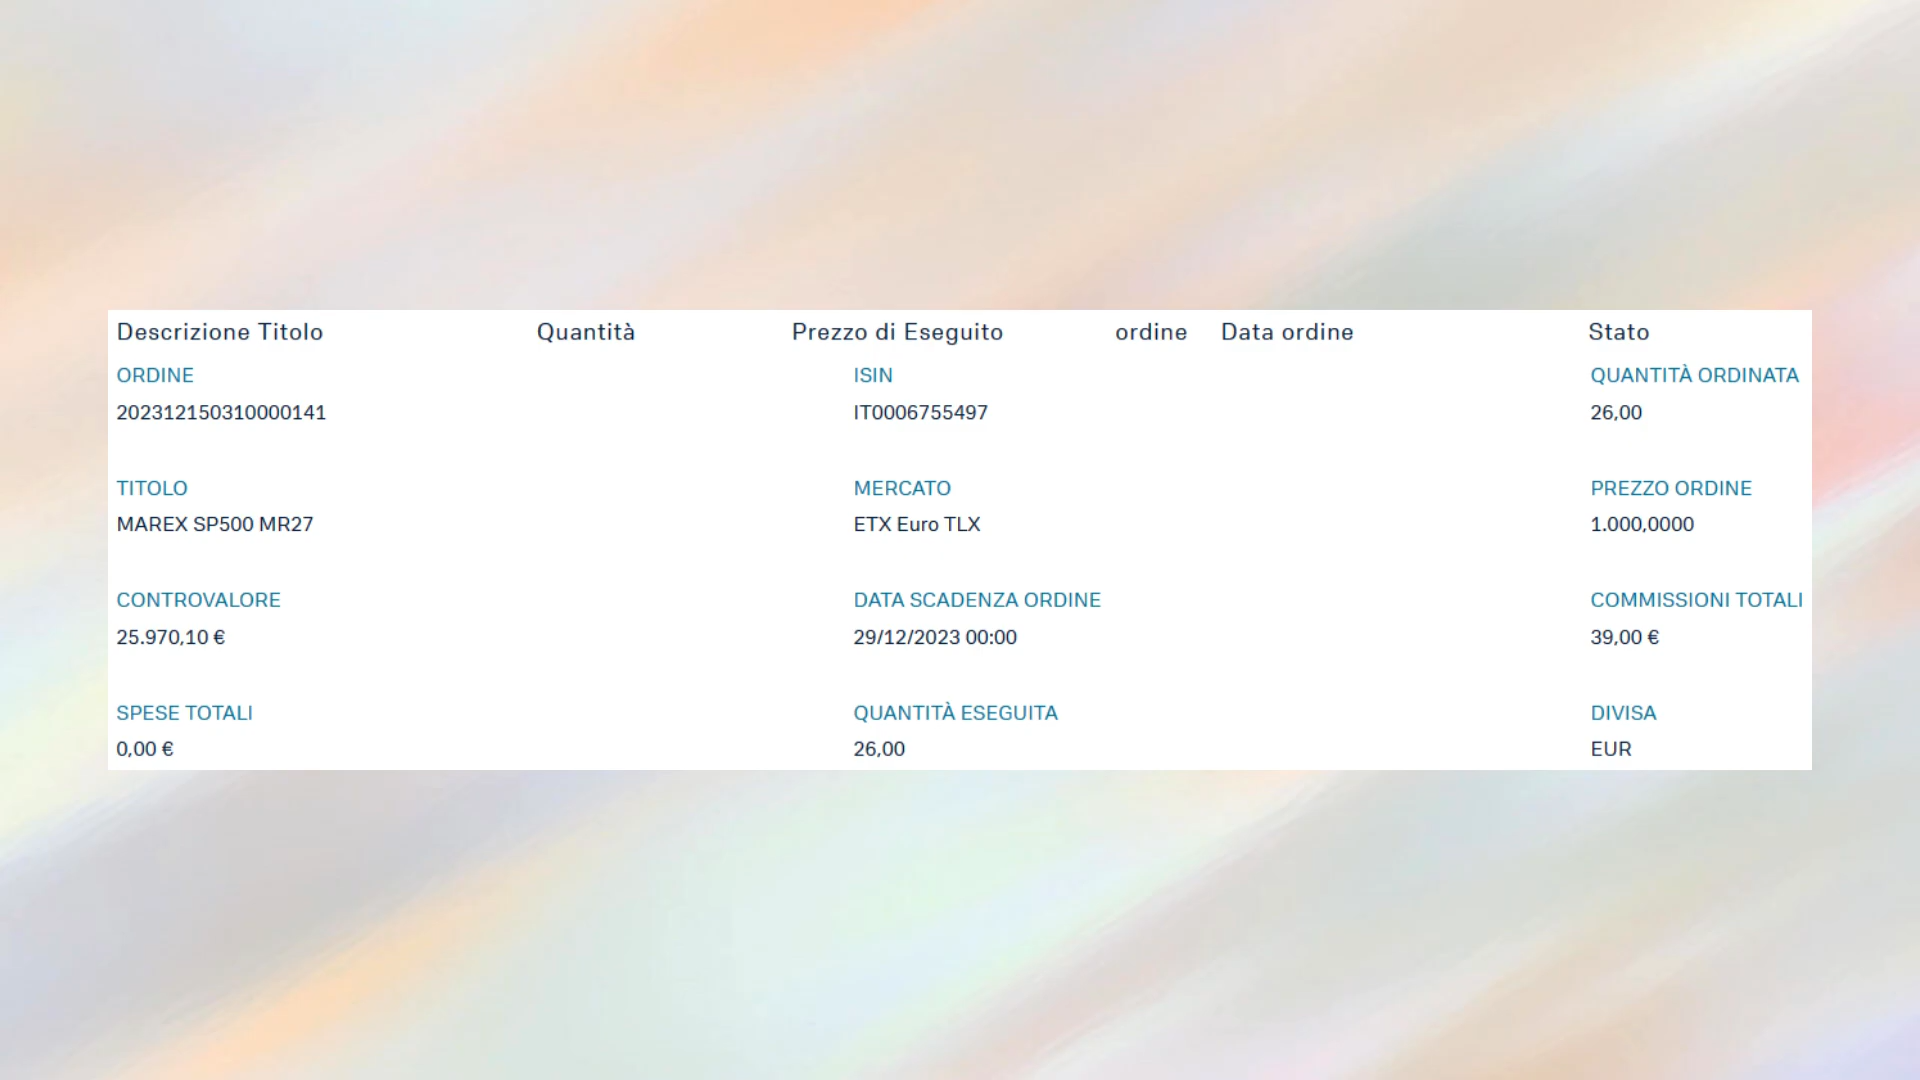 Descrizione Titolo Quantità Prezzo di Eseguito ordine Data ordine Stato
ORDINE ISIN QUANTITÀ ORDINATA
202312150310000141 IT0006755497 26,00
TITOLO MERCATO PREZZO ORDINE
MAREX SP500 MR27 ETX Euro TLX 1.000,0000
CONTROVALORE DATA SCADENZA ORDINE COMMISSIONI TOTALI
25.970,10 € 29/12/2023 00:00 39,00 €
SPESE TOTALI QUANTITÀ ESEGUITA DIVISA
0,00 € 26,00 EUR